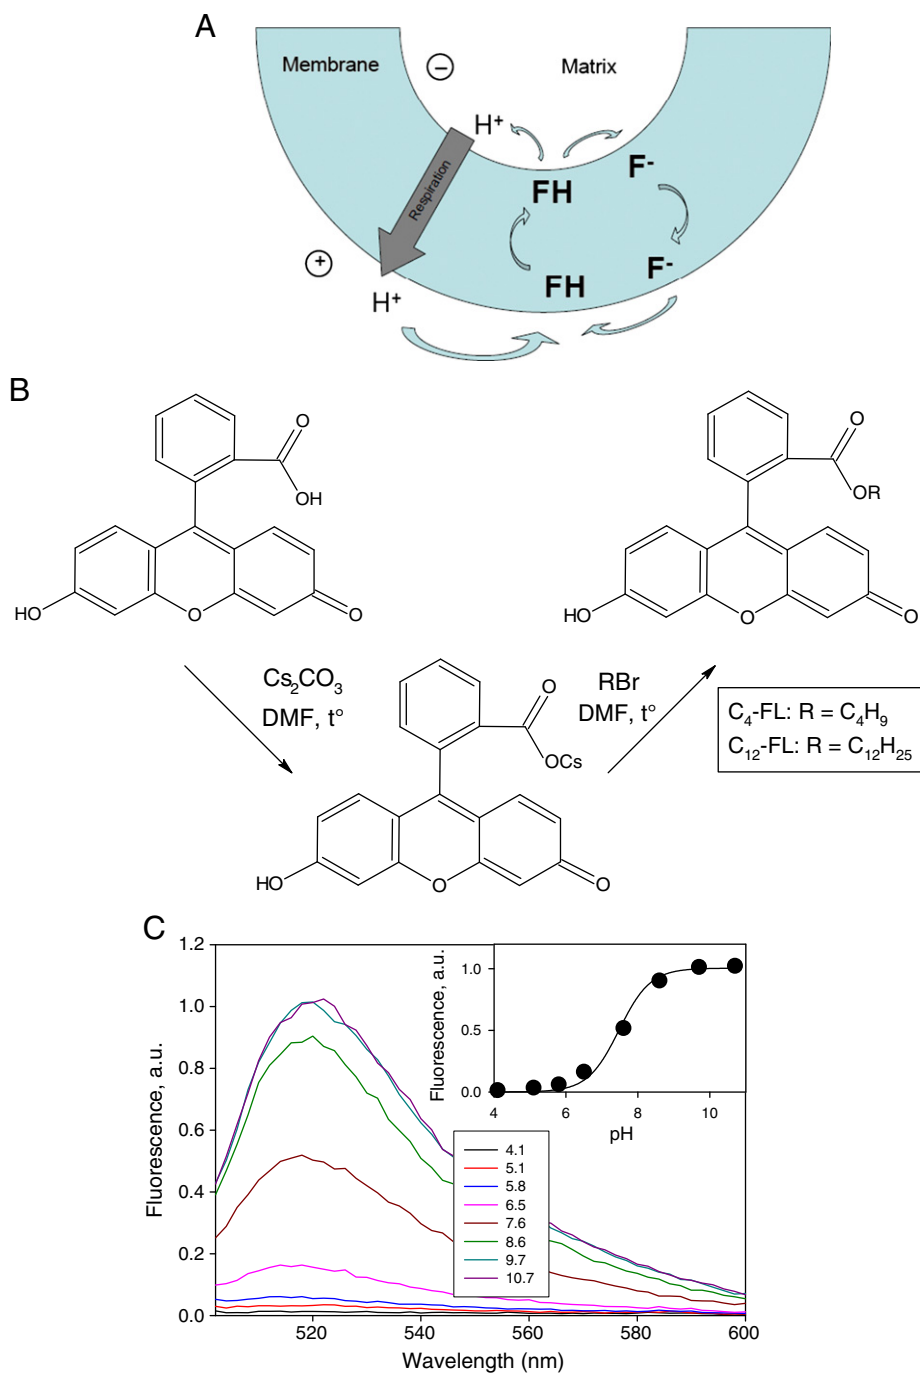 A
Membrane
⊖
Matrix
H⁺
F⁻
FH
Respiration
⊕
F⁻
FH
H⁺
B
O
OH
HO
O
O
O
OR
HO
O
O
Cs₂CO₃
DMF, t°
RBr
DMF, t°
C₄-FL: R = C₄H₉
C₁₂-FL: R = C₁₂H₂₅
O
OCs
HO
O
O
C
Fluorescence, a.u.
1.2
1.0
0.8
0.6
0.4
0.2
0.0
520
540
560
580
600
Wavelength (nm)
Fluorescence, a.u.
1.0
0.5
0.0
4
6
8
10
pH
4.1
5.1
5.8
6.5
7.6
8.6
9.7
10.7